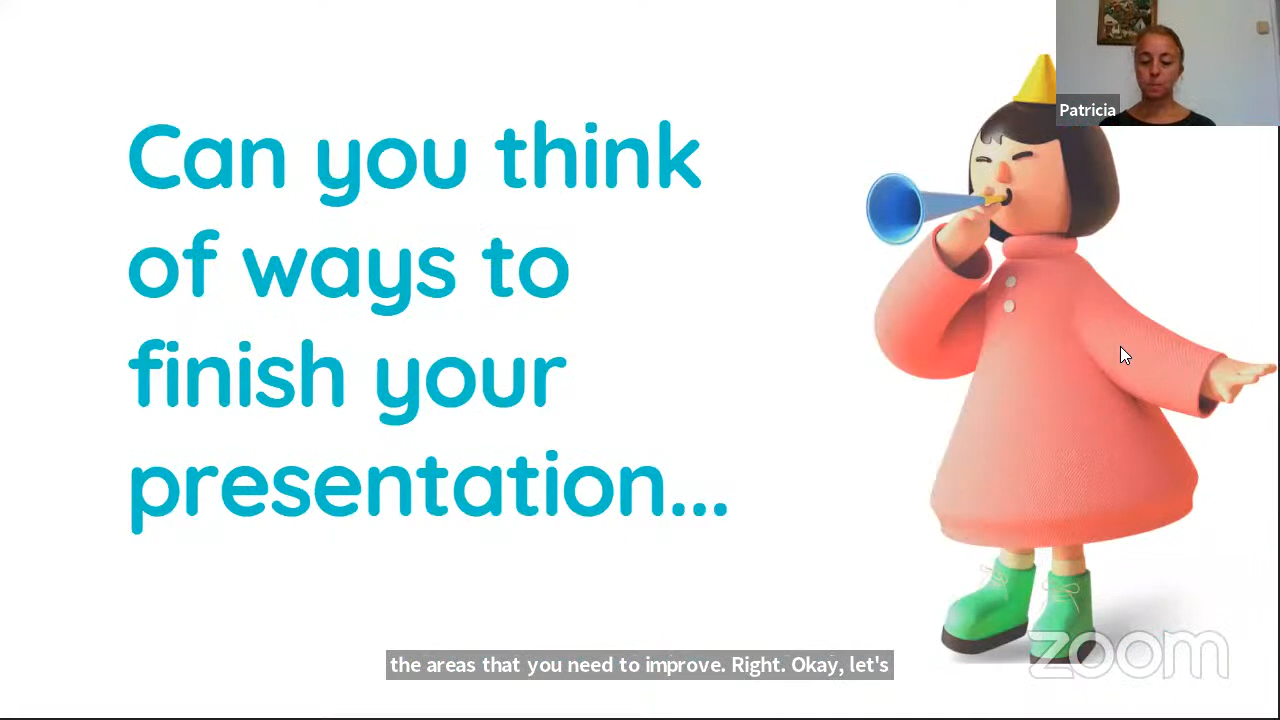 Patricia
Can you think
of ways to
finish your
presentation...
the areas that you need to improve. Right. Okay, let's
zoom